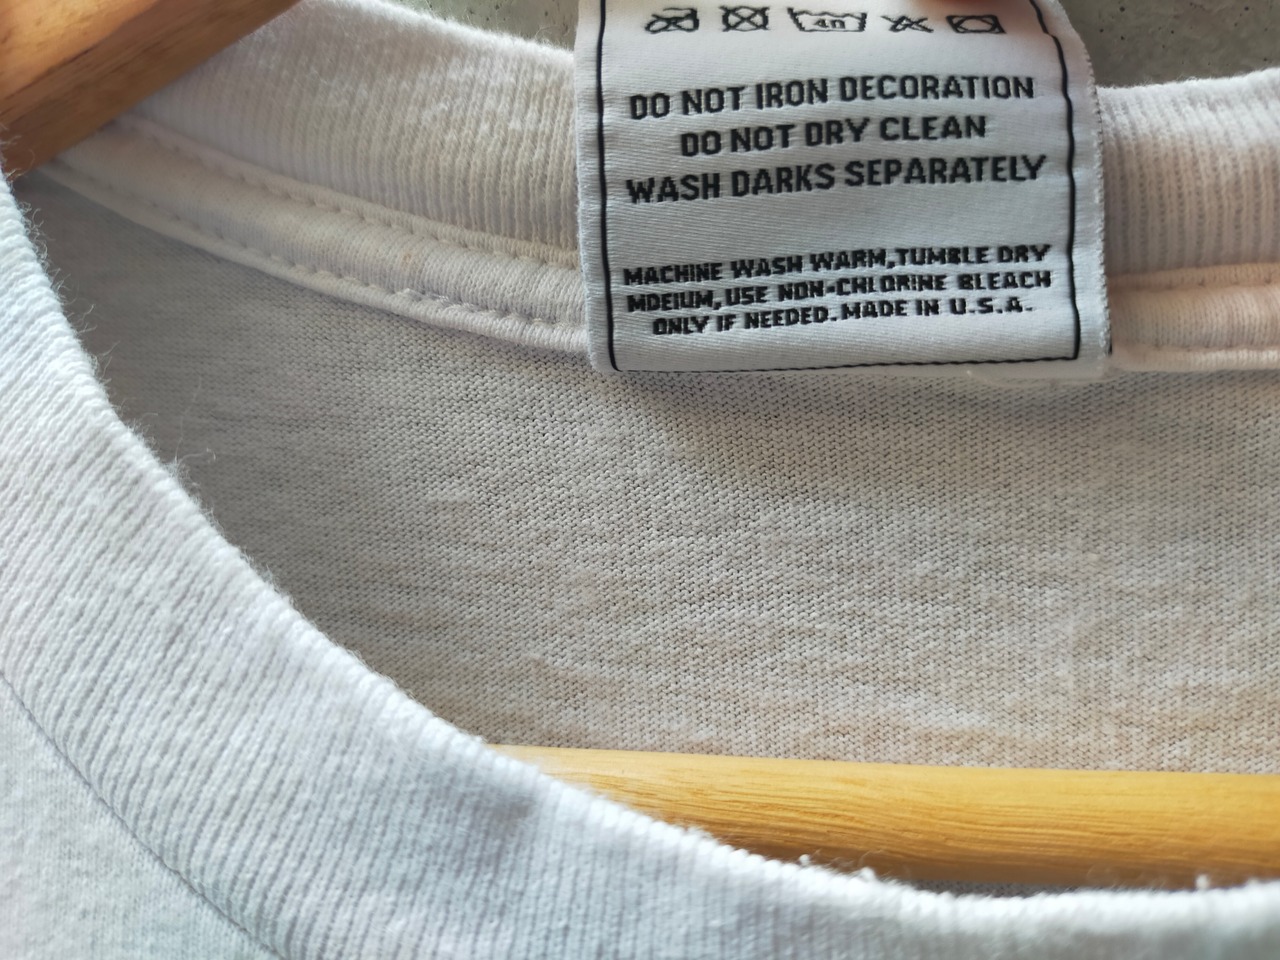 40
DO NOT IRON DECORATION
DO NOT DRY CLEAN
WASH DARKS SEPARATELY
MACHINE WASH WARM,TUMBLE DRY
MDEIUM, USE NON-CHLORINE BLEACH
ONLY IF NEEDED.MADE IN U.S.A.